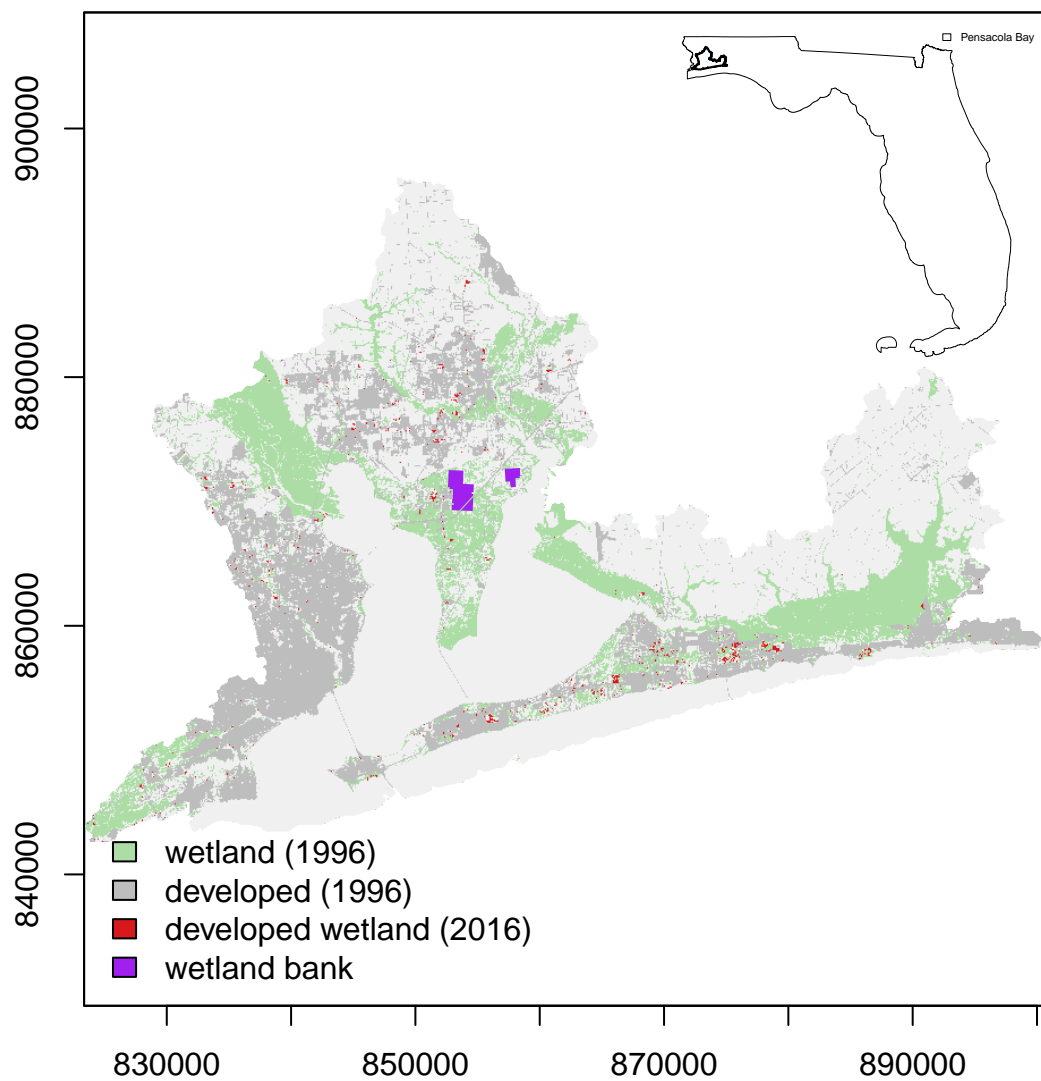 Pensacola Bay
900000
880000
860000
840000
wetland (1996)
developed (1996)
developed wetland (2016)
wetland bank
830000 850000 870000 890000